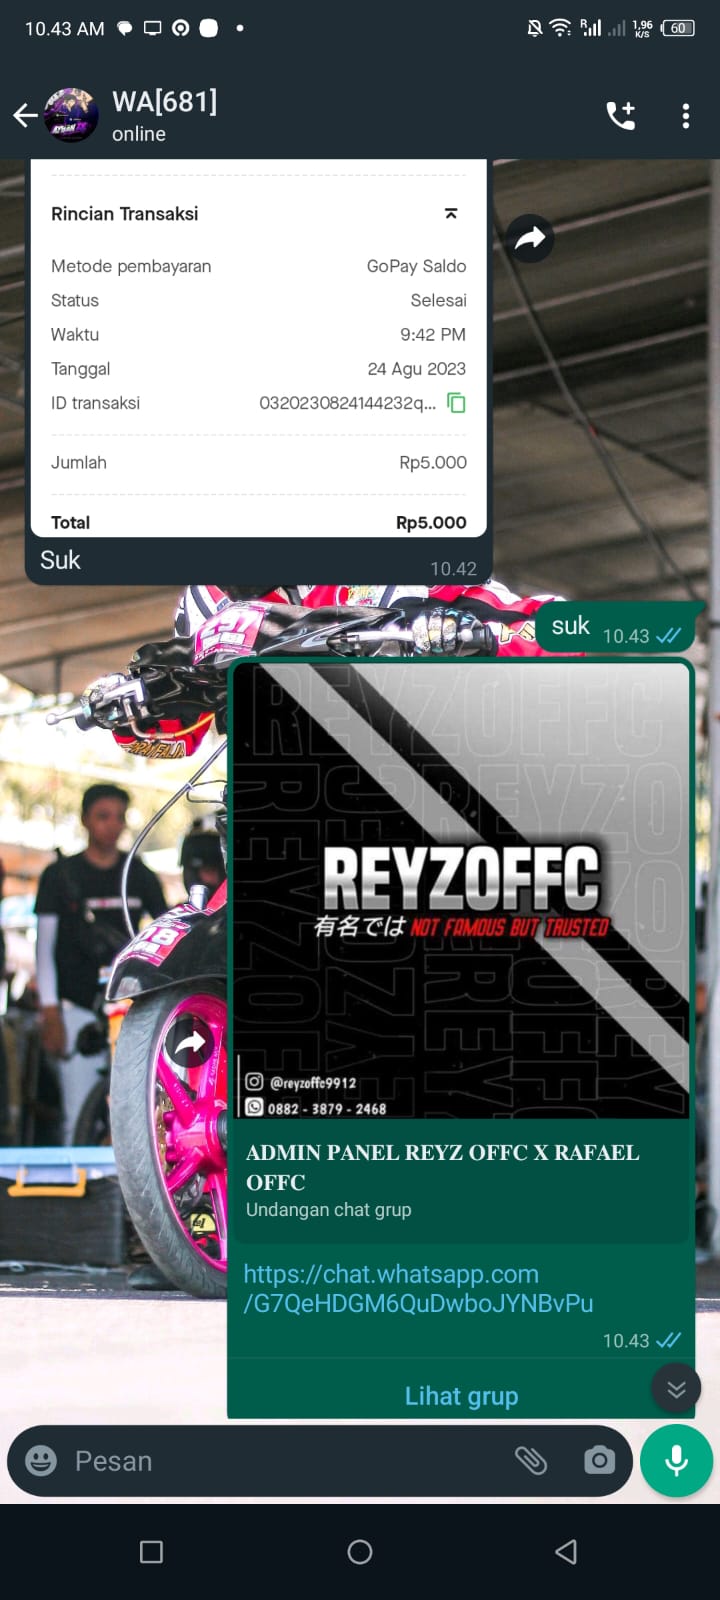 10.43 AM
R
1,96
K/S
60
WA[681]
online
Rincian Transaksi
Metode pembayaran GoPay Saldo
Status Selesai
Waktu 9:42 PM
Tanggal 24 Agu 2023
ID transaksi 0320230824144232q...
Jumlah Rp5.000
Total Rp5.000
Suk
10.42
suk 10.43
REYZOFFC
有名では NOT FAMOUS BUT TRUSTED
@reyzoffc9912
0882 - 3879 - 2468
ADMIN PANEL REYZ OFFC X RAFAEL
OFFC
Undangan chat grup
https://chat.whatsapp.com
/G7QeHDGM6QuDwboJYNBvPu
10.43
Lihat grup
Pesan